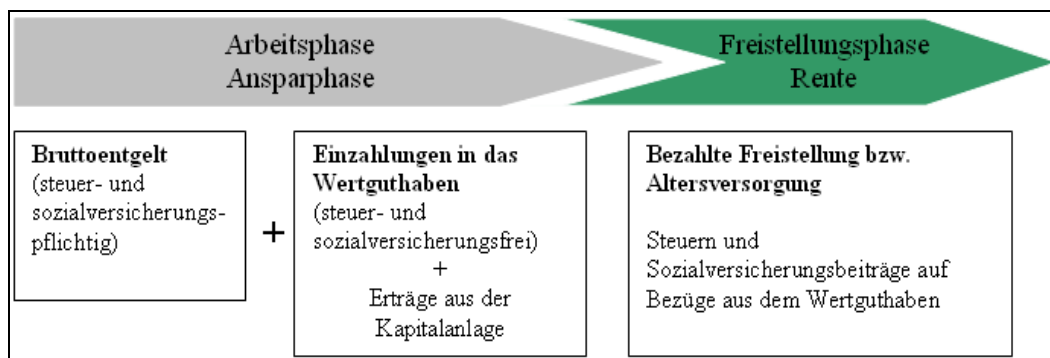 Arbeitsphase
Ansparphase
Freistellungsphase
Rente
Bruttoentgelt
(steuer- und
sozialversicherungs-
pflichtig)
+
Einzahlungen in das
Wertguthaben
(steuer- und
sozialversicherungsfrei)
+
Erträge aus der
Kapitalanlage
Bezahlte Freistellung bzw.
Altersversorgung
Steuern und
Sozialversicherungsbeiträge auf
Bezüge aus dem Wertguthaben